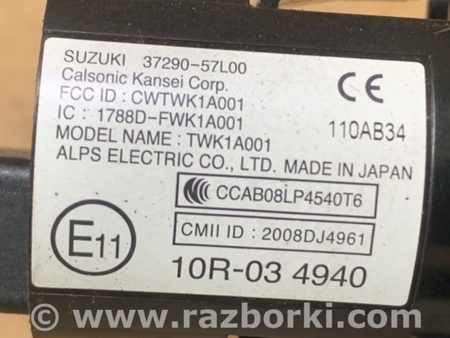 SUZUKI 37290-57L00
Calsonic Kansei Corp.
FCC ID : CWTWK1A001
IC : 1788D-FWK1A001
MODEL NAME : TWK1A001
ALPS ELECTRIC CO., LTD. MADE IN JAPAN
CE
110AB34
CCAB08LP4540T6
CMII ID : 2008DJ4961
E11
10R-03 4940
www.razborki.com